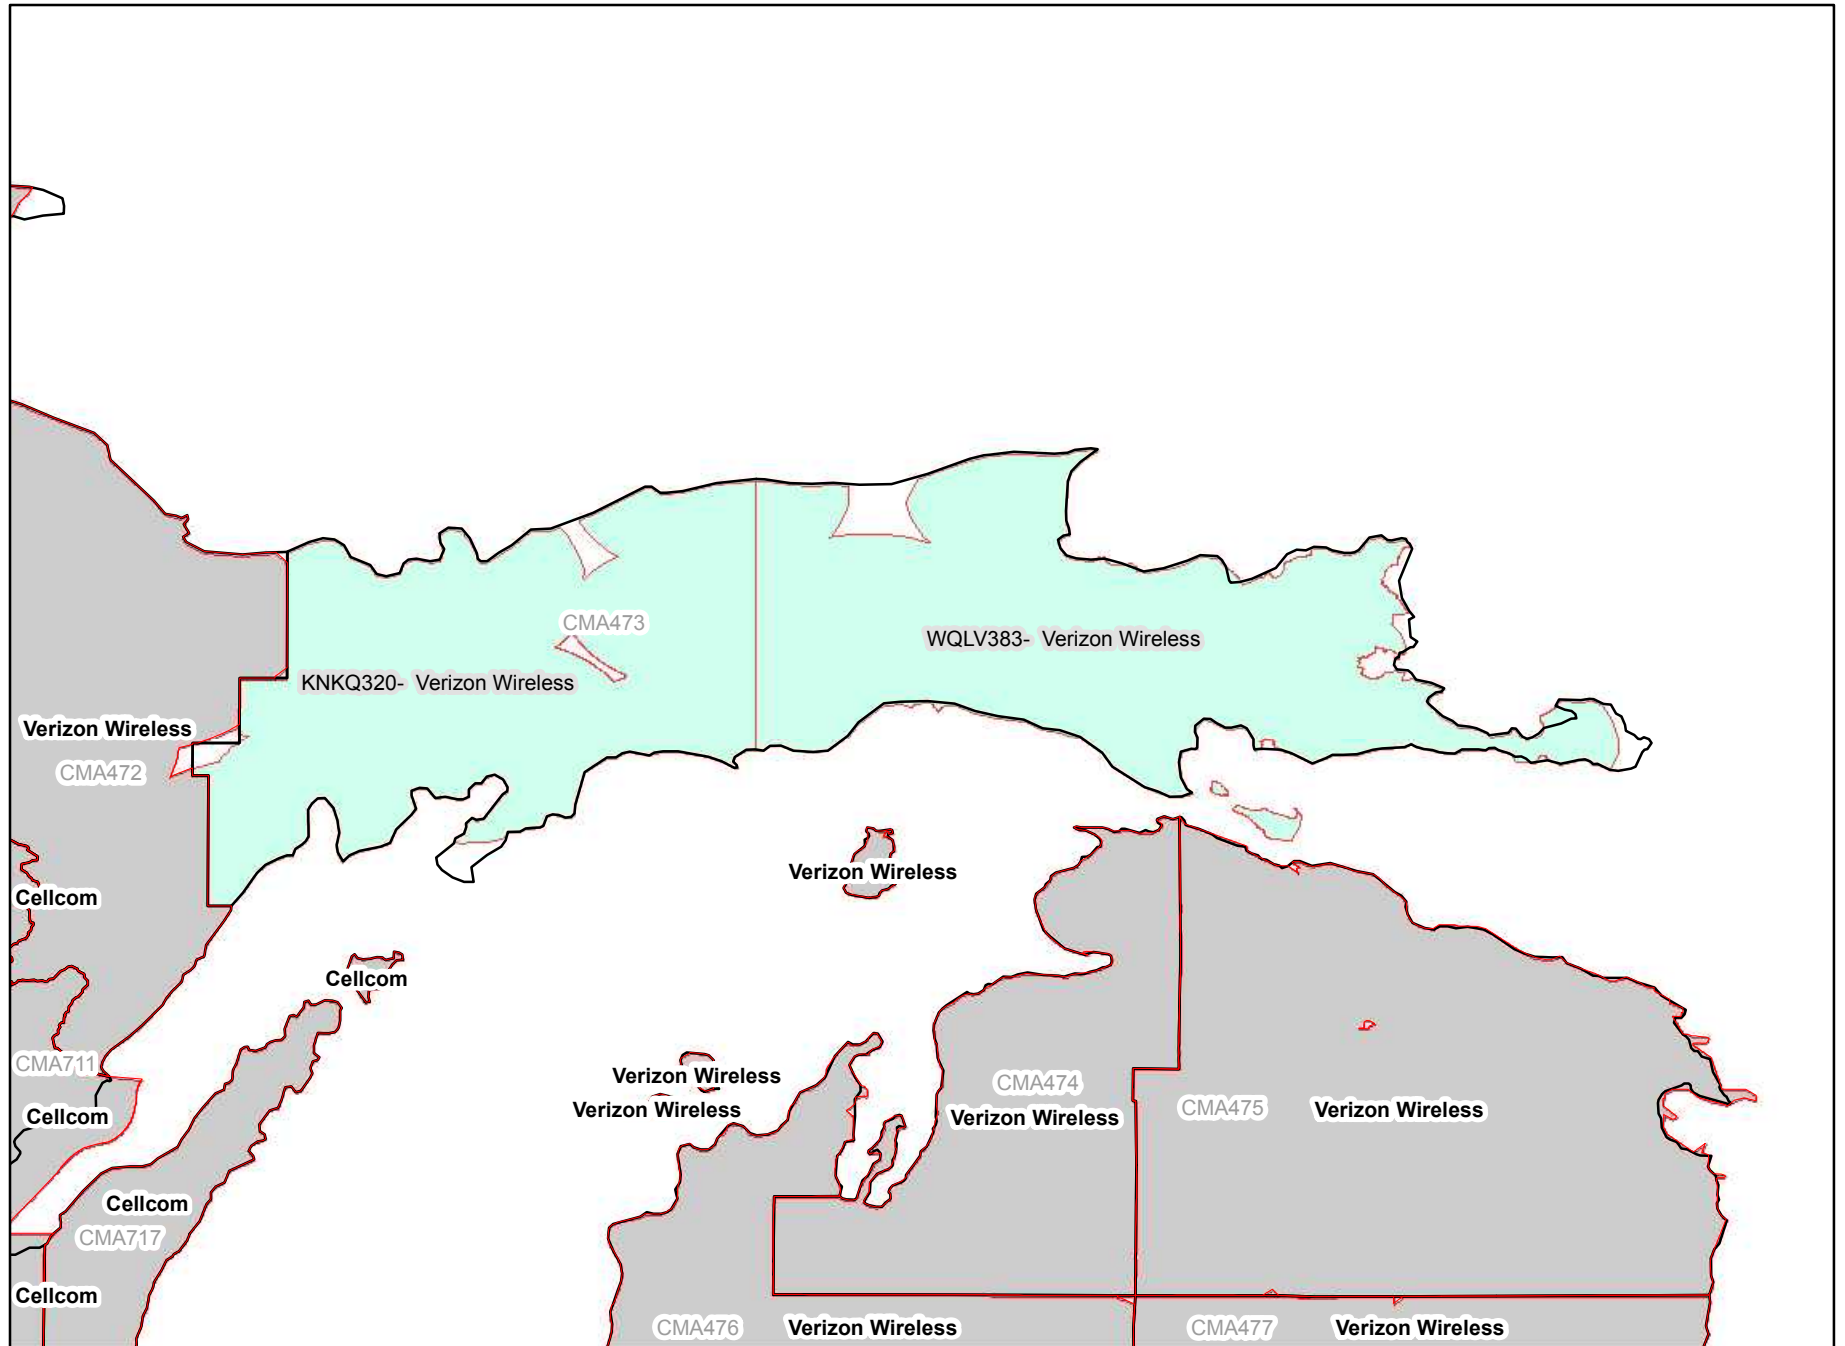 CMA473
WQLV383-  Verizon Wireless
KNKQ320-  Verizon Wireless
Verizon Wireless
CMA472
Verizon Wireless
Cellcom
Cellcom
CMA711
Verizon Wireless
CMA474
Verizon Wireless
CMA475
Verizon Wireless
Cellcom
Verizon Wireless
Cellcom
CMA717
Cellcom
CMA476
Verizon Wireless
CMA477
Verizon Wireless